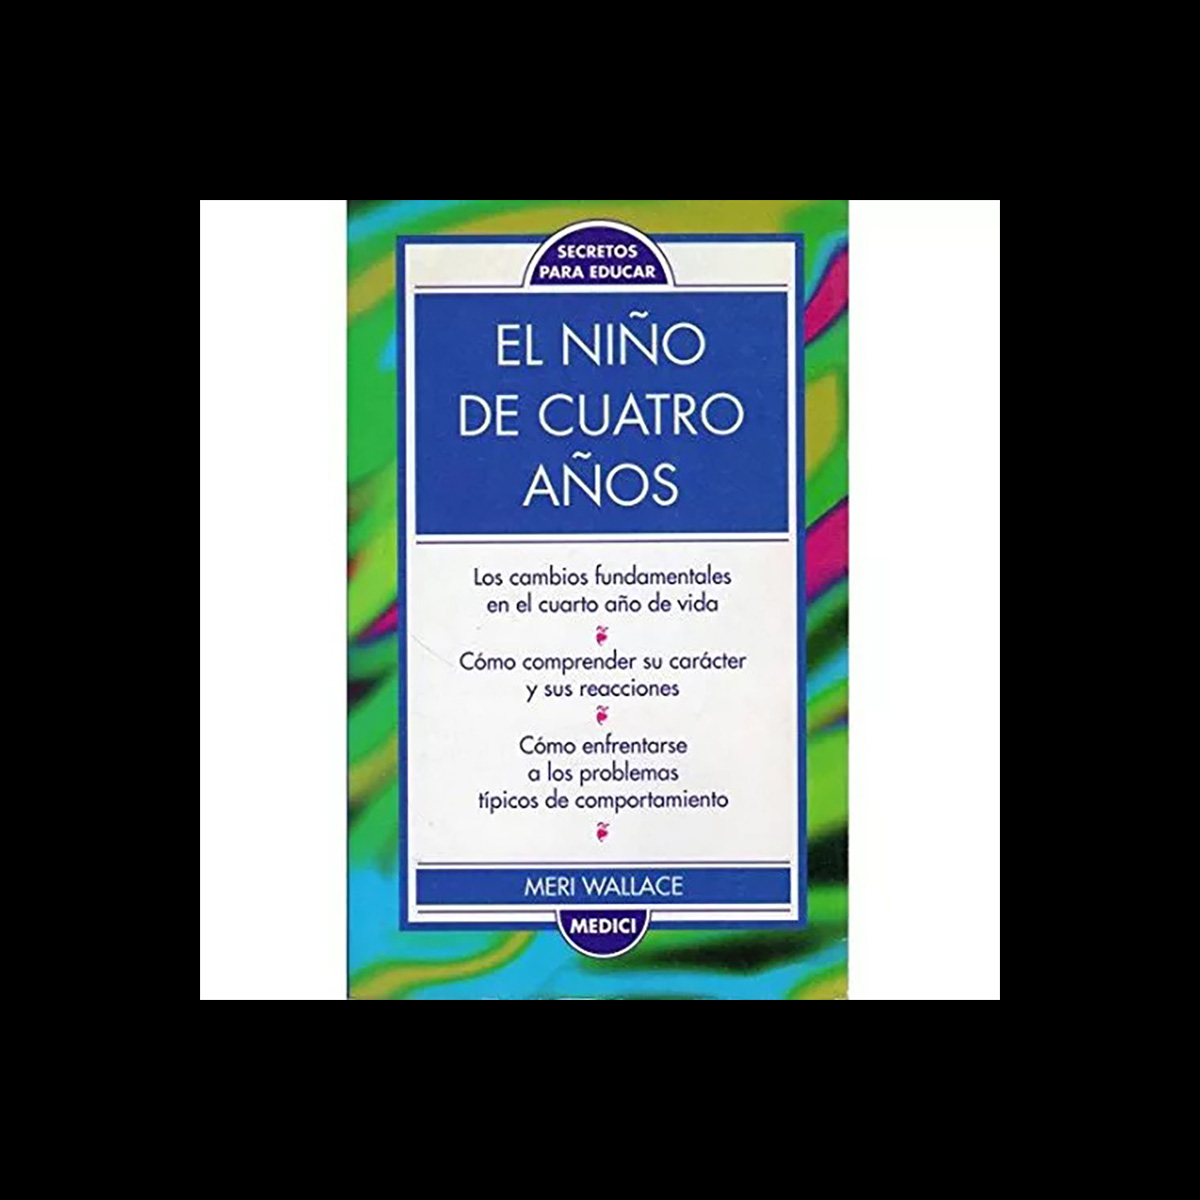 SECRETOS
PARA EDUCAR
EL NIÑO
DE CUATRO
AÑOS
Los cambios fundamentales
en el cuarto año de vida
Cómo comprender su carácter
y sus reacciones
Cómo enfrentarse
a los problemas
típicos de comportamiento
MERI WALLACE
MEDICI